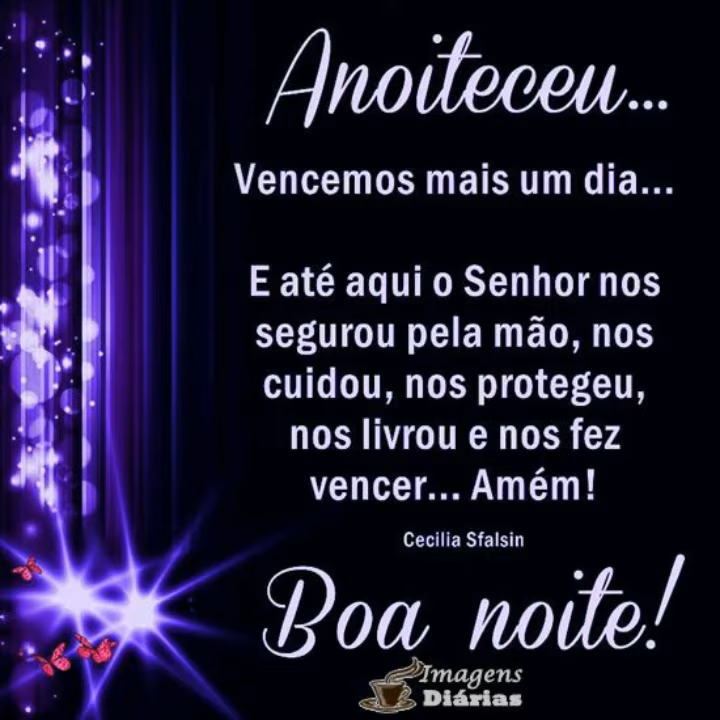 Anoiteceu...
Vencemos mais um dia...
E até aqui o Senhor nos
segurou pela mão, nos
cuidou, nos protegeu,
nos livrou e nos fez
vencer... Amém!
Cecilia Sfalsin
Boa noite!
Imagens
Diárias